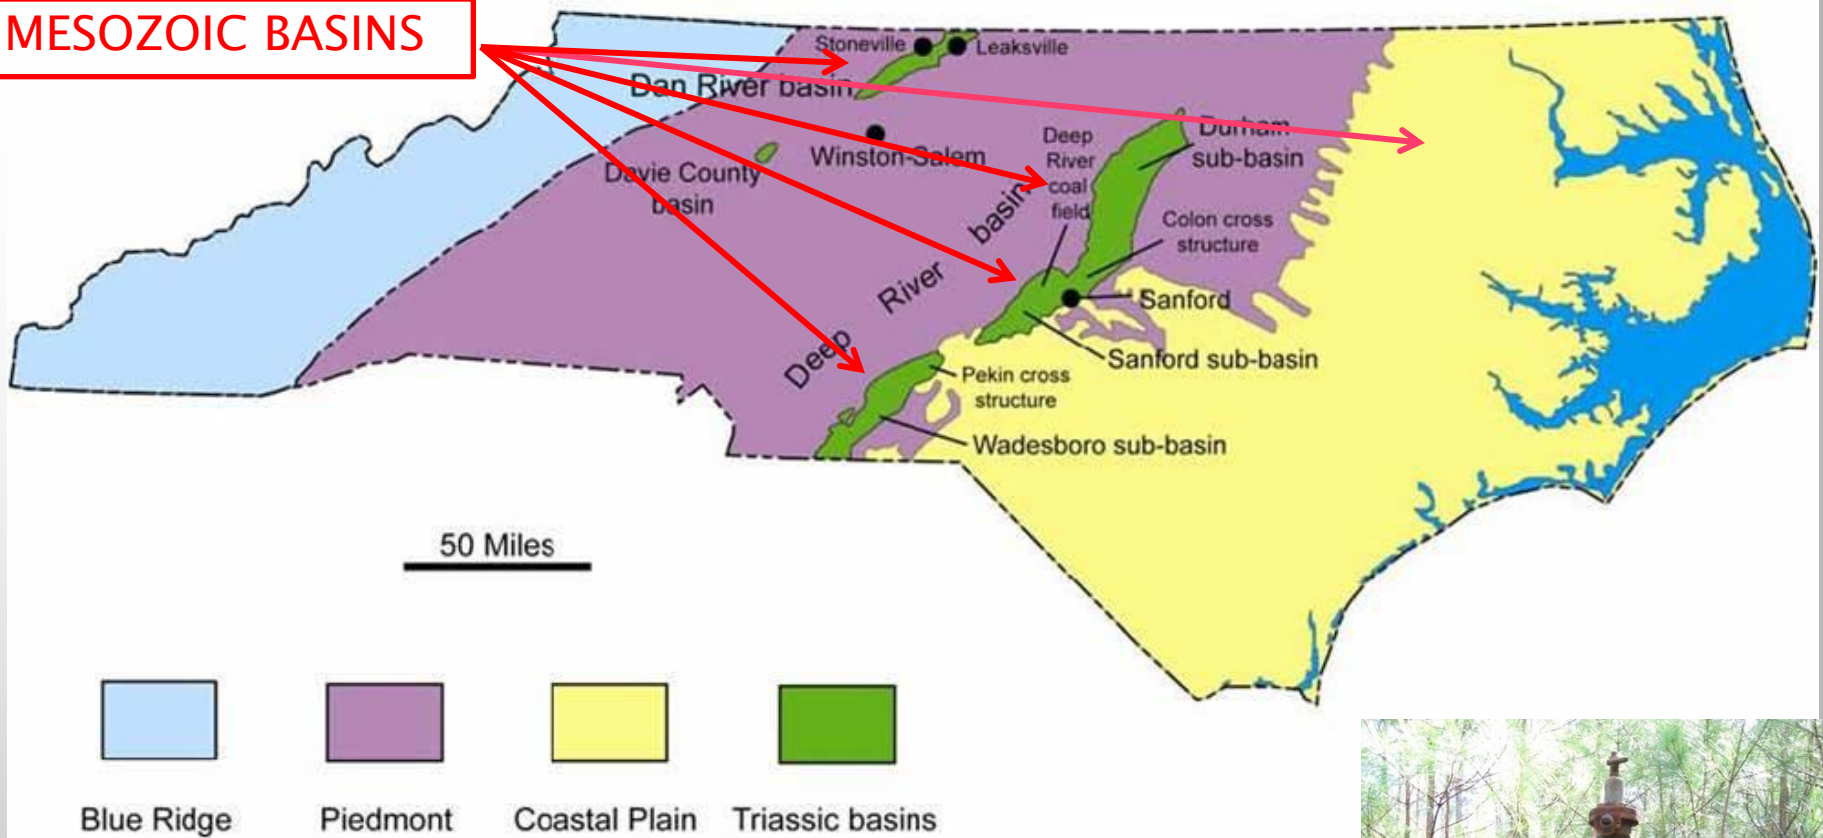 MESOZOIC BASINS
Stoneville
Leaksville
Dan River basin
Winston-Salem
Davie County
basin
Deep
River
coal
field
Durham
sub-basin
Colon cross
structure
Deep River basin
Sanford
Sanford sub-basin
Pekin cross
structure
Wadesboro sub-basin
50 Miles
Blue Ridge
Piedmont
Coastal Plain
Triassic basins